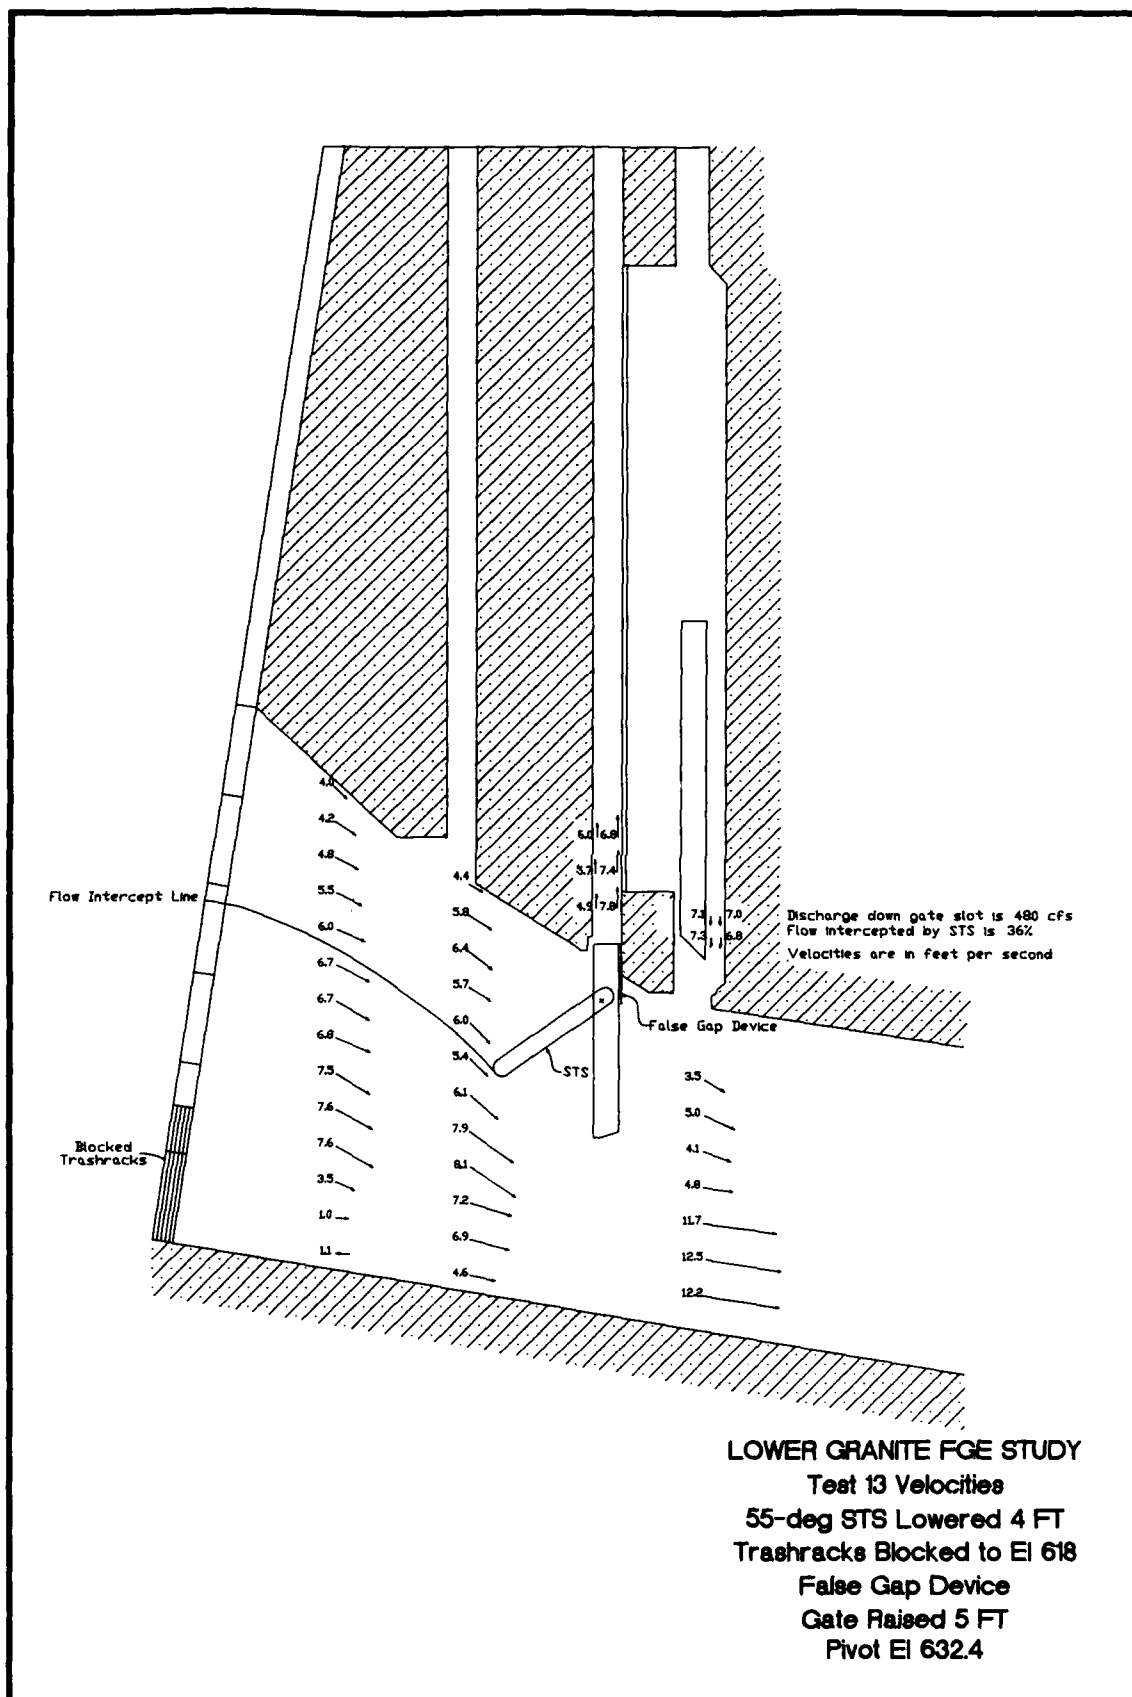 4.0
4.2
4.8
5.5
6.0
6.7
6.7
6.8
7.5
7.6
7.6
3.5
1.0
1.1
4.4
5.8
6.4
5.7
6.0
5.4
6.1
7.9
8.1
7.2
6.9
4.6
6.0 6.8
5.7 7.4
4.9 7.8
7.1 7.0
7.3 6.8
3.5
5.0
4.1
4.8
11.7
12.5
12.2
Flow Intercept Line
Blocked
Trashracks
STS
False Gap Device
Discharge down gate slot is 480 cfs
Flow intercepted by STS is 36%
Velocities are in feet per second
LOWER GRANITE FGE STUDY
Test 13 Velocities
55-deg STS Lowered 4 FT
Trashracks Blocked to El 618
False Gap Device
Gate Raised 5 FT
Pivot El 632.4